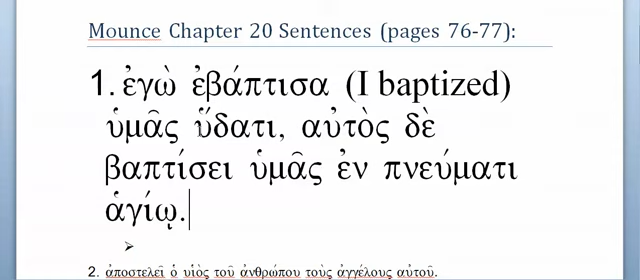 Mounce Chapter 20 Sentences (pages 76-77):
1. ἐγὼ ἐβάπτισα (I baptized)
ὑμᾶς ὕδατι, αὐτὸς δὲ
βαπτίσει ὑμᾶς ἐν πνεύματι
ἁγίῳ.
2. ἀποστελεῖ ὁ υἱὸς τοῦ ἀνθρώπου τοὺς ἀγγέλους αὐτοῦ.